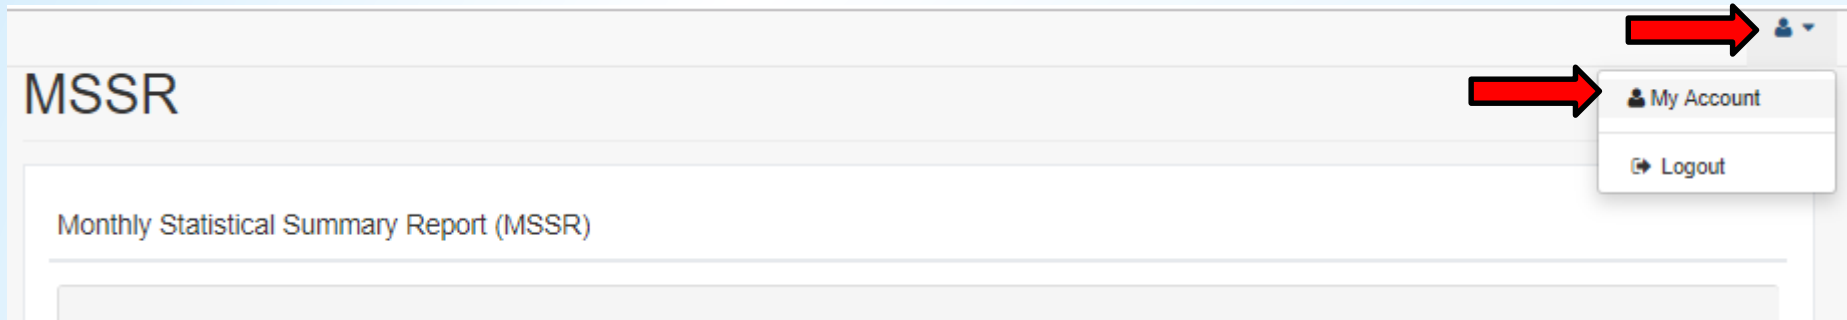 MSSR
My Account
Logout
Monthly Statistical Summary Report (MSSR)